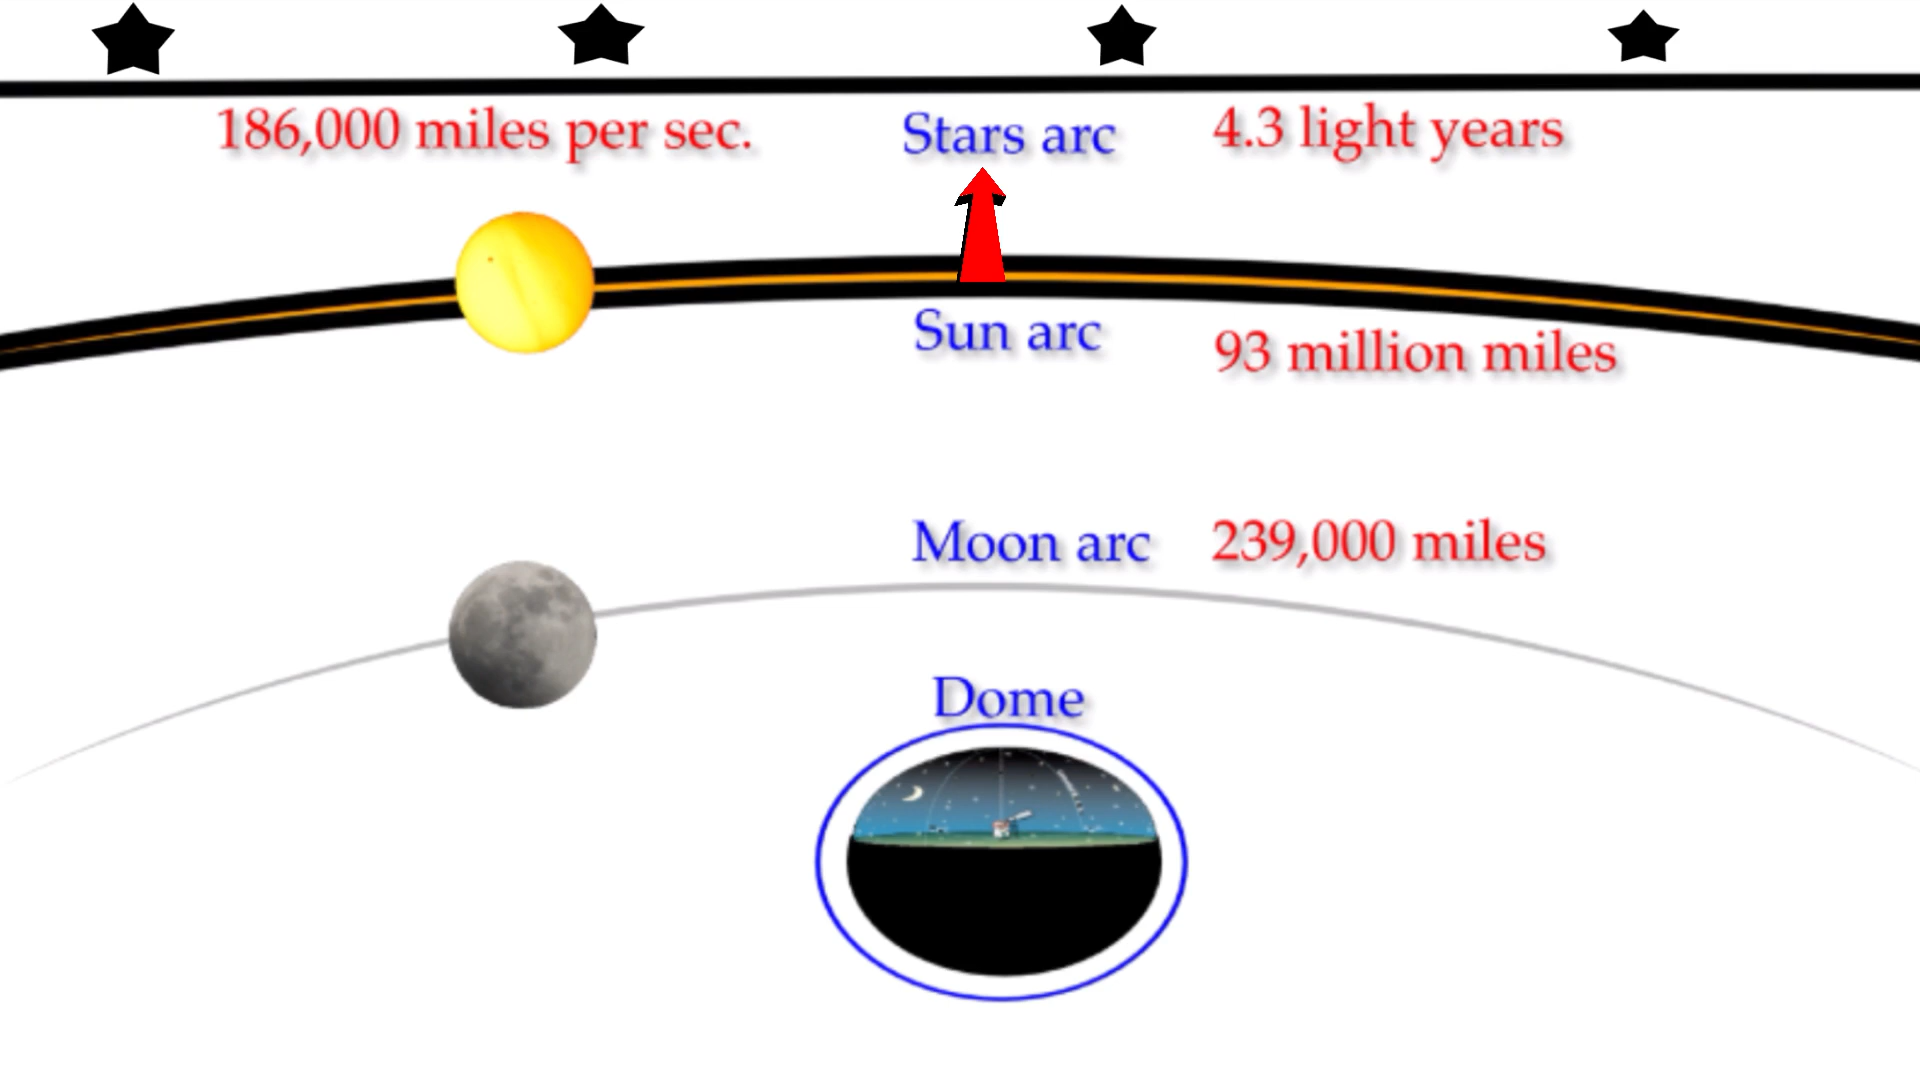 186,000 miles per sec.
Stars arc
4.3 light years
Sun arc
93 million miles
Moon arc
239,000 miles
Dome